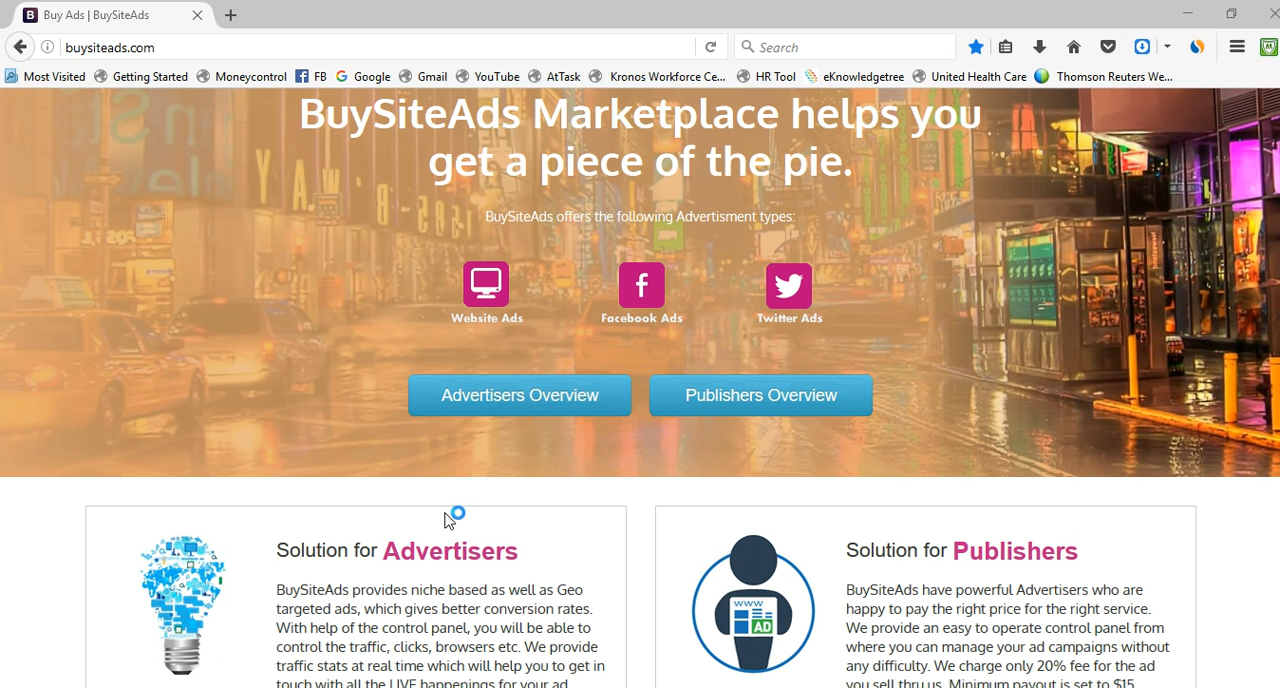 Buy Ads | BuySiteAds
buysiteads.com
Search
Most Visited Getting Started Moneycontrol FB Google Gmail YouTube AtTask Kronos Workforce Ce... HR Tool eKnowledgetree United Health Care Thomson Reuters We...
BuySiteAds Marketplace helps you
get a piece of the pie.
BuySiteAds offers the following Advertisment types:
Website Ads Facebook Ads Twitter Ads
Advertisers Overview Publishers Overview
Solution for Advertisers
BuySiteAds provides niche based as well as Geo
targeted ads, which gives better conversion rates.
With help of the control panel, you will be able to
control the traffic, clicks, browsers etc. We provide
traffic stats at real time which will help you to get in
touch with all the LIVE happenings for your ad
www
AD
Solution for Publishers
BuySiteAds have powerful Advertisers who are
happy to pay the right price for the right service.
We provide an easy to operate control panel from
where you can manage your ad campaigns without
any difficulty. We charge only 20% fee for the ad
you sell thru us. Minimum payout is set to $15